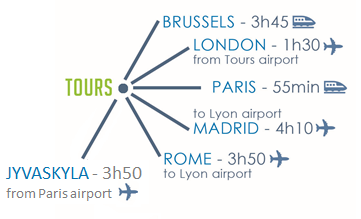 BRUSSELS - 3h45
LONDON - 1h30
from Tours airport
TOURS
PARIS - 55min
to Lyon airport
MADRID - 4h10
ROME - 3h50
to Lyon airport
JYVASKYLA - 3h50
from Paris airport